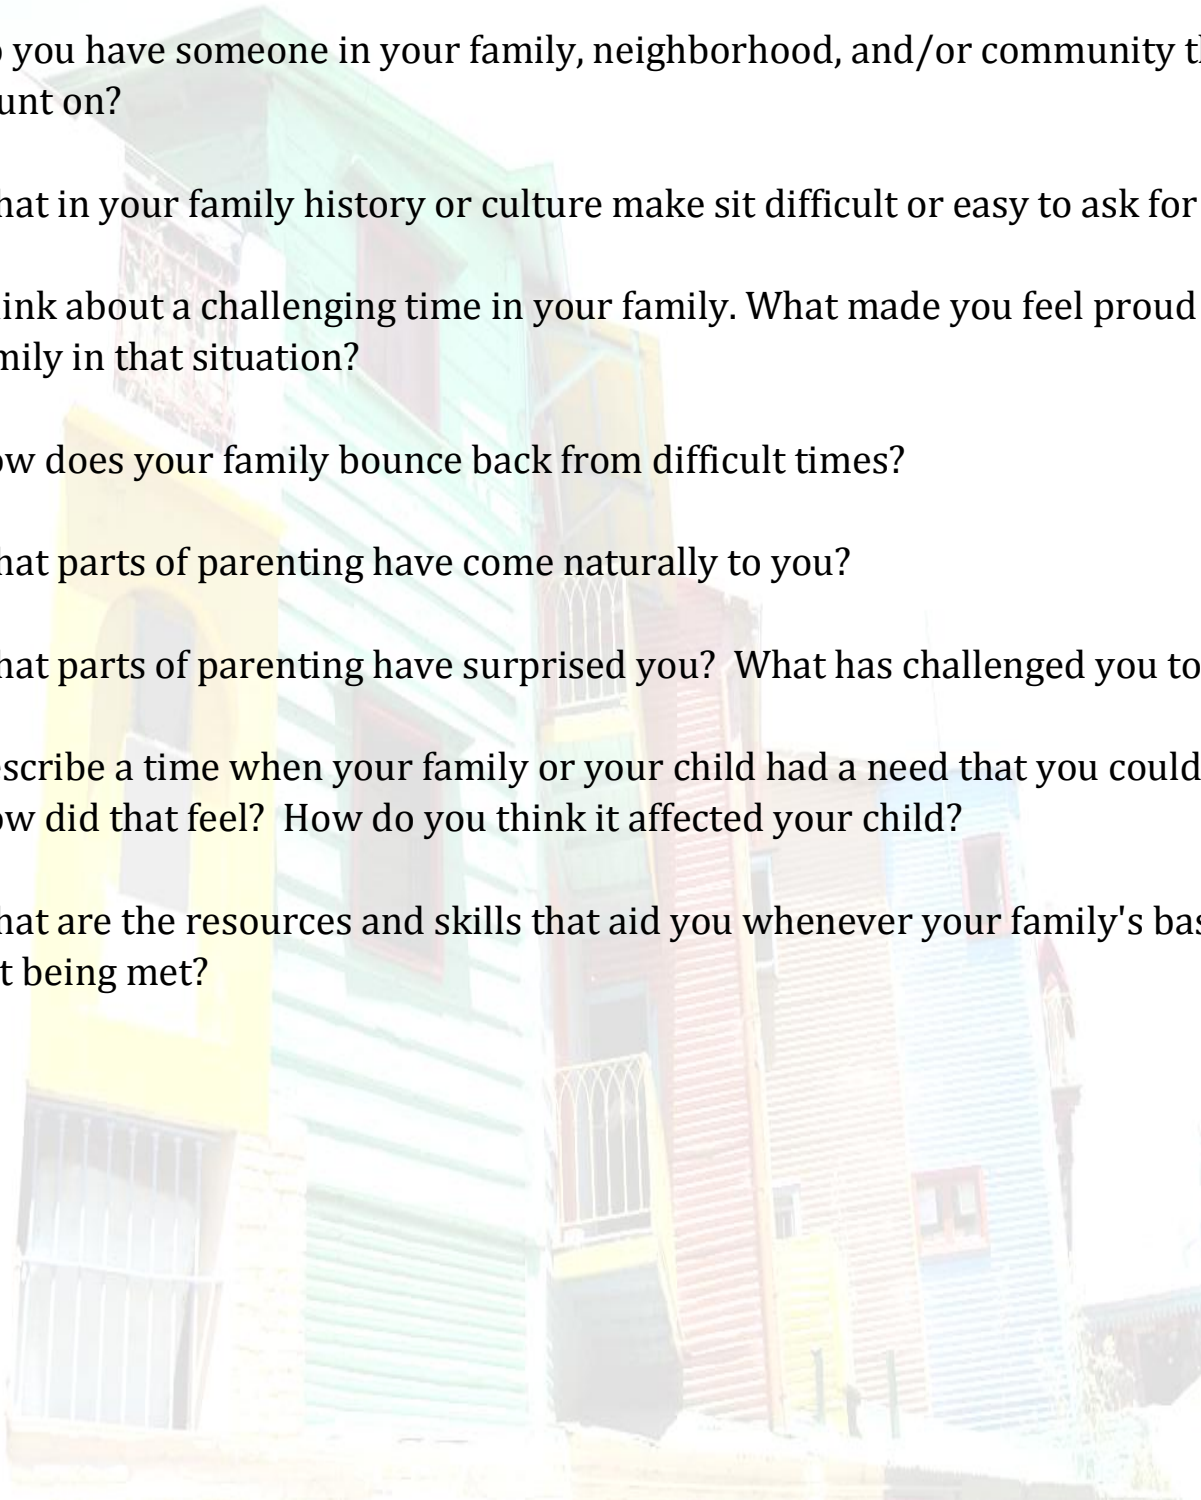 you have someone in your family, neighborhood, and/or community
unt on?
hat in your family history or culture make sit difficult or easy to ask for
ink about a challenging time in your family. What made you feel proud
mily in that situation?
ow does your family bounce back from difficult times?
hat parts of parenting have come naturally to you?
hat parts of parenting have surprised you?  What has challenged you to
escribe a time when your family or your child had a need that you could
ow did that feel?  How do you think it affected your child?
hat are the resources and skills that aid you whenever your family's bas
t being met?